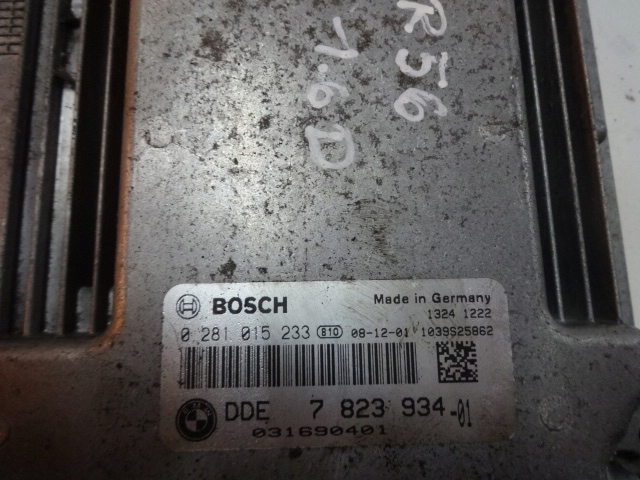 R56
1.6D
BOSCH Made in Germany
1324 1222
0 281 015 233 810 08-12-01 1039S25862
DDE 7 823 934-01
031690401